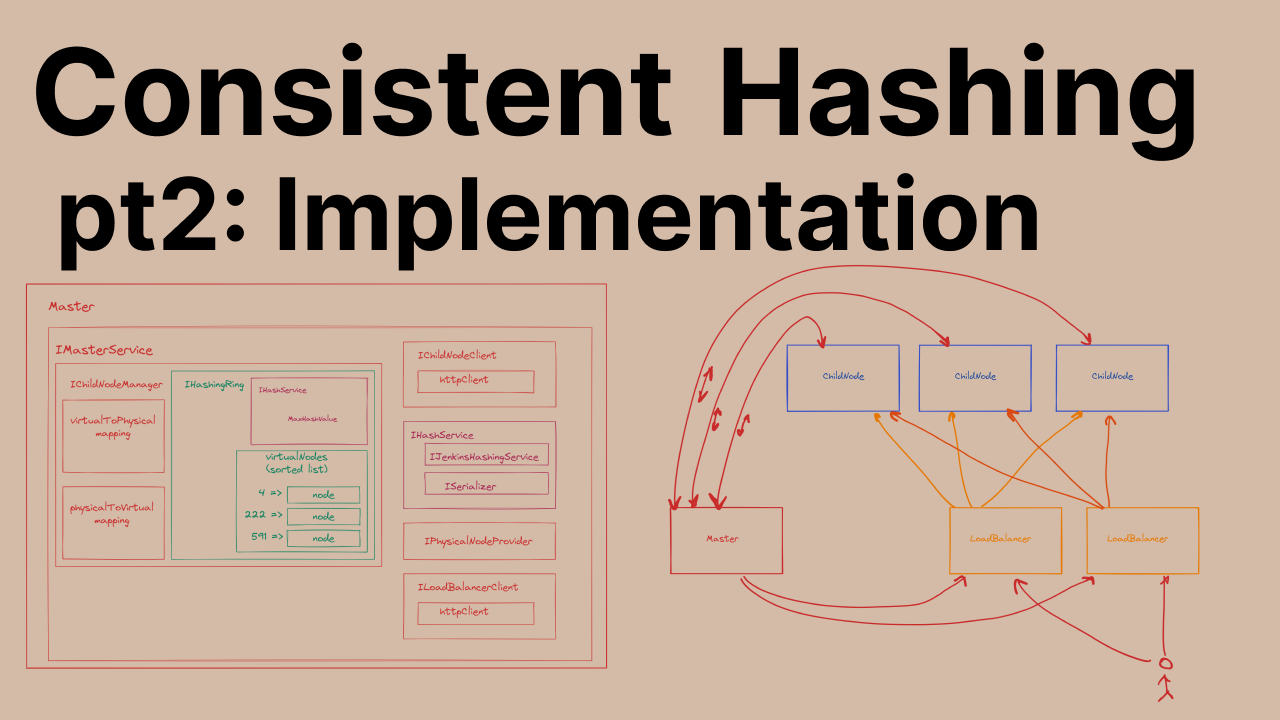 Consistent Hashing
pt2: Implementation
Master
IMasterService
IChildNodeManager
virtualToPhysical
mapping
physicalToVirtual
mapping
IHashingRing
IHashService
MaxHashValue
virtualNodes
(sorted list)
4 => node
222 => node
591 => node
IChildNodeClient
httpClient
IHashService
IJenkinsHashingService
ISerializer
IPhysicalNodeProvider
ILoadBalancerClient
httpClient
ChildNode
ChildNode
ChildNode
Master
LoadBalancer
LoadBalancer